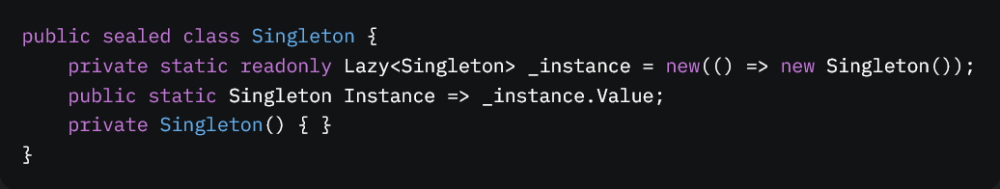 public sealed class Singleton {
    private static readonly Lazy<Singleton> _instance = new(() => new Singleton());
    public static Singleton Instance => _instance.Value;
    private Singleton() { }
}